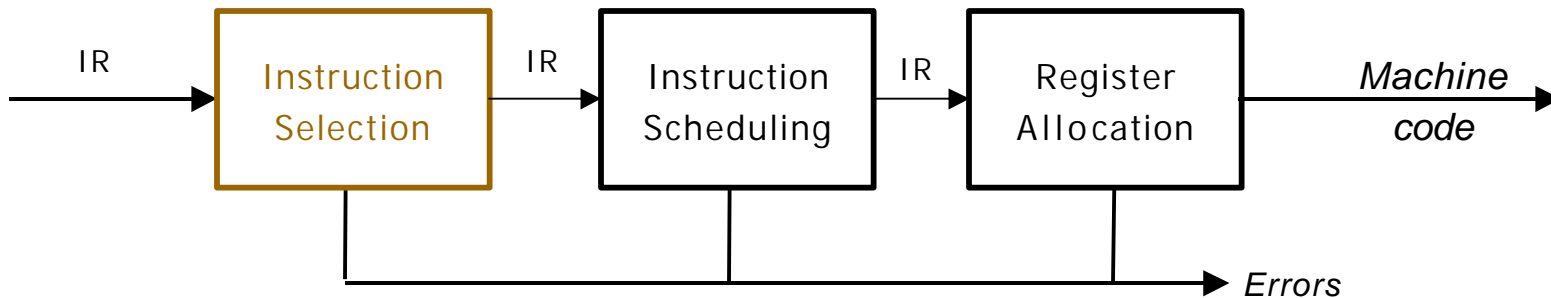 IR
Instruction
Selection
IR
Instruction
Scheduling
IR
Register
Allocation
Machine
code
Errors